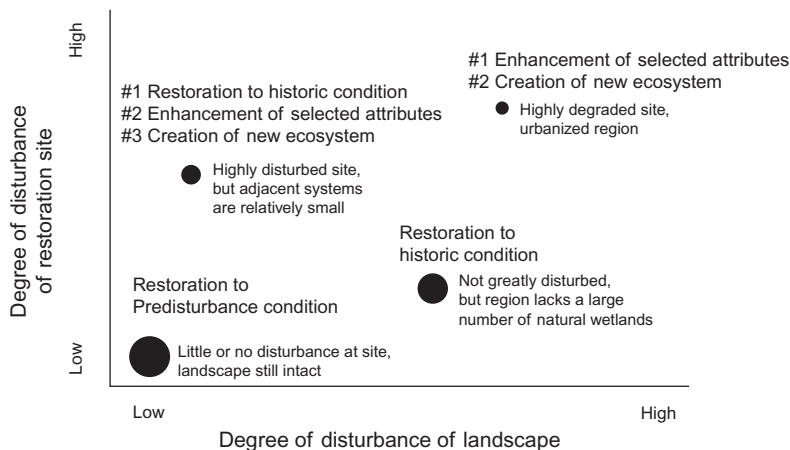 High
#1 Enhancement of selected attributes
#2 Creation of new ecosystem
Highly degraded site,
urbanized region
#1 Restoration to historic condition
#2 Enhancement of selected attributes
#3 Creation of new ecosystem
Highly disturbed site,
but adjacent systems
are relatively small
Degree of disturbance
of restoration site
Restoration to
historic condition
Not greatly disturbed,
but region lacks a large
number of natural wetlands
Restoration to
Predisturbance condition
Little or no disturbance at site,
landscape still intact
Low
Low
High
Degree of disturbance of landscape